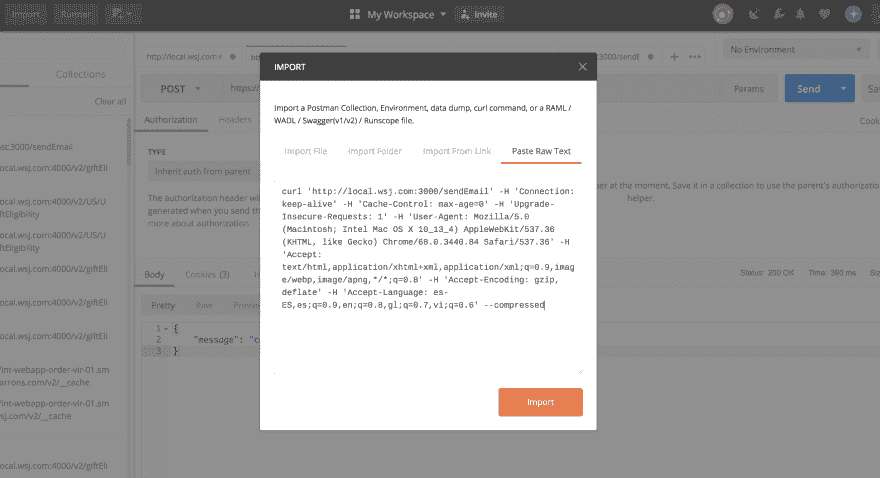 Import
Runner
My Workspace
Invite
http://local.wsj.com:
No Environment
Collections
POST
https:/
Params
Send
Clear all
Authorization
Headers
:3000/sendEmail
ocal.wsj.com:4000/v2/giftEli
TYPE
Inherit auth from parent
ocal.wsj.com:4000/v2/US/U
ftEligibility
The authorization header will
generated when you send th
more about authorization
ocal.wsj.com:4000/v2/US/U
ftEligibility
er at the moment. Save it in a collection to use the parent's authorization
helper.
ocal.wsj.com:4000/v2/giftEli
Body
Cookies (3)
Status: 200 OK
Time: 390 ms
Pretty
Raw
ocal.wsj.com:4000/v2/giftEli
1
{
2
"message":
3
}
/int-webapp-order-vir-01.sm
arrons.com/v2/__cache
/int-webapp-order-vir-01.sm
wsj.com/v2/__cache
ocal.wsj.com:4000/v2/giftEli
IMPORT
Import a Postman Collection, Environment, data dump, curl command, or a RAML /
WADL / Swagger(v1/v2) / Runscope file.
Import File
Import Folder
Import From Link
Paste Raw Text
curl 'http://local.wsj.com:3000/sendEmail' -H 'Connection:
keep-alive' -H 'Cache-Control: max-age=0' -H 'Upgrade-
Insecure-Requests: 1' -H 'User-Agent: Mozilla/5.0
(Macintosh; Intel Mac OS X 10_13_4) AppleWebKit/537.36
(KHTML, like Gecko) Chrome/68.0.3440.84 Safari/537.36' -H
'Accept:
text/html,application/xhtml+xml,application/xml;q=0.9,imag
e/webp,image/apng,*/*;q=0.8' -H 'Accept-Encoding: gzip,
deflate' -H 'Accept-Language: es-
ES,es;q=0.9,en;q=0.8,gl;q=0.7,vi;q=0.6' --compressed
Import